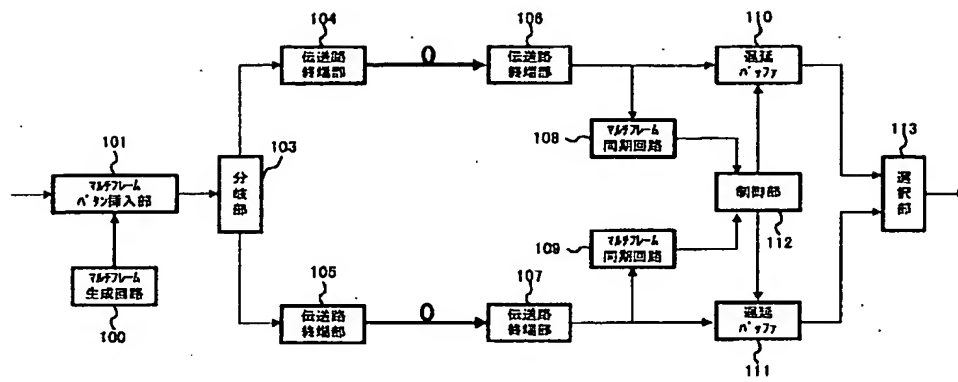 104
伝送路
終端部
106
伝送路
終端部
110
遅延
バッファ
108
マルチフレーム
同期回路
101
マルチフレーム
パタン挿入部
103
分岐部
113
選択部
制御部
112
109
マルチフレーム
同期回路
マルチフレーム
生成回路
100
105
伝送路
終端部
107
伝送路
終端部
遅延
バッファ
111